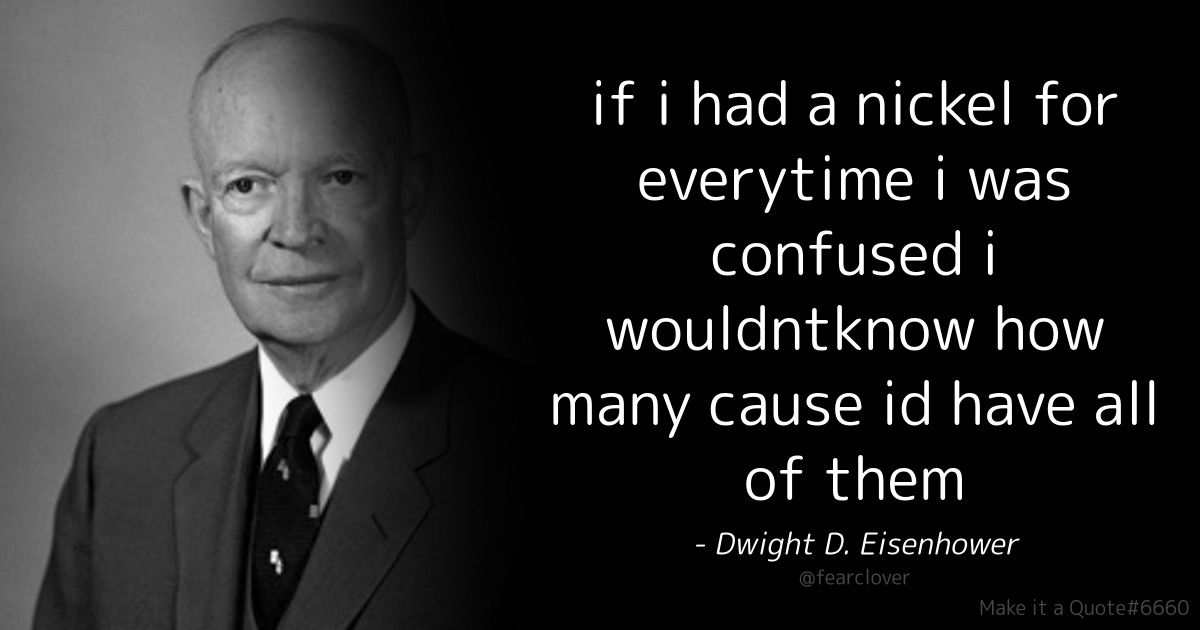 if i had a nickel for
everytime i was
confused i
wouldntknow how
many cause id have all
of them
- Dwight D. Eisenhower
@fearclover
Make it a Quote#6660